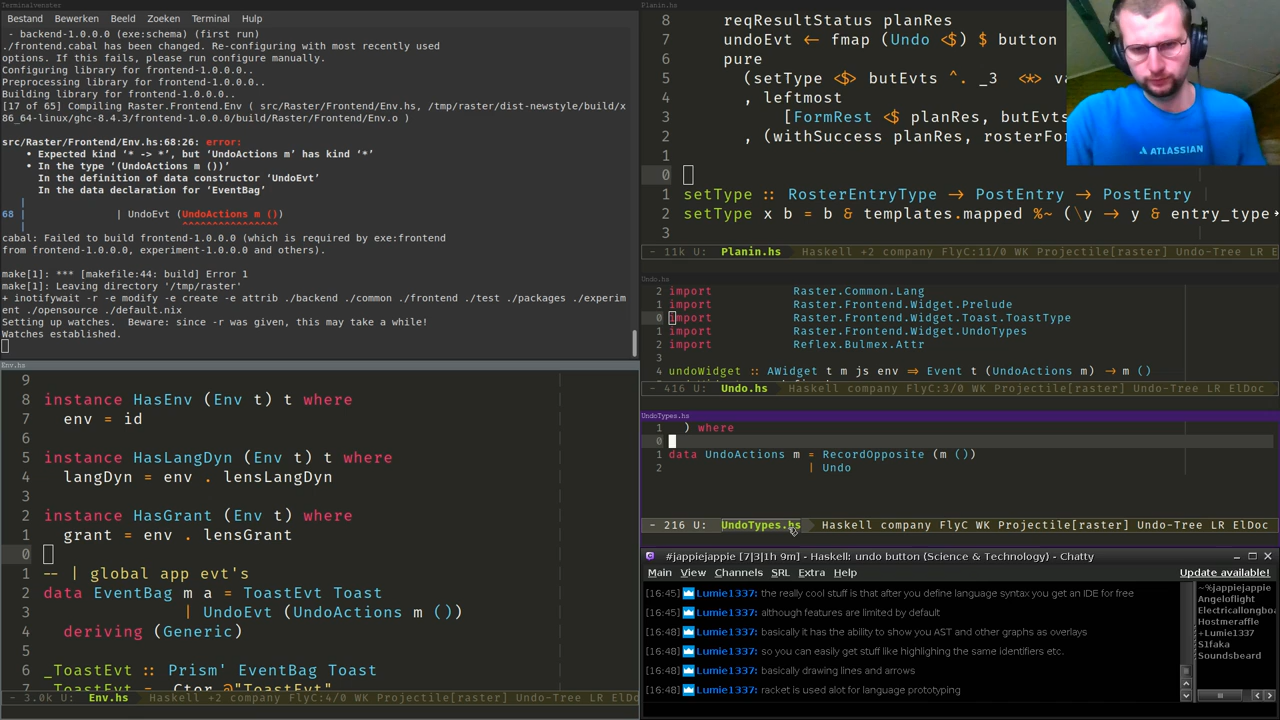 Terminalvenster
Bestand Bewerken Beeld Zoeken Terminal Help
- backend-1.0.0.0 (exe:schema) (first run)
./frontend.cabal has been changed. Re-configuring with most recently used
options. If this fails, please run configure manually.
Configuring library for frontend-1.0.0.0..
Preprocessing library for frontend-1.0.0.0..
Building library for frontend-1.0.0.0..
[17 of 65] Compiling Raster.Frontend.Env ( src/Raster/Frontend/Env.hs, /tmp/raster/dist-newstyle/build/x
86_64-linux/ghc-8.4.3/frontend-1.0.0.0/build/Raster/Frontend/Env.o )
src/Raster/Frontend/Env.hs:68:26: error:
• Expected kind ‘* -> *’, but ‘UndoActions m’ has kind ‘*’
• In the type ‘(UndoActions m ())’
In the definition of data constructor ‘UndoEvt’
In the data declaration for ‘EventBag’
|
68 | | UndoEvt (UndoActions m ())
| ^^^^^^^^^^^^^^^^
cabal: Failed to build frontend-1.0.0.0 (which is required by exe:frontend
from frontend-1.0.0.0, experiment-1.0.0.0 and others).
make[1]: *** [makefile:44: build] Error 1
make[1]: Leaving directory '/tmp/raster'
+ inotifywait -r -e modify -e create -e attrib ./backend ./common ./frontend ./test ./packages ./experim
ent ./opensource ./default.nix
Setting up watches.  Beware: since -r was given, this may take a while!
Watches established.
Env.hs
9
8 instance HasEnv (Env t) t where
7 env = id
6
5 instance HasLangDyn (Env t) t where
4 langDyn = env . lensLangDyn
3
2 instance HasGrant (Env t) where
1 grant = env . lensGrant
0
1 -- | global app evt's
2 data EventBag m a = ToastEvt Toast
3 | UndoEvt (UndoActions m ())
4 deriving (Generic)
5
6 _ToastEvt :: Prism' EventBag Toast
7 _ToastEvt = _Ctor @"ToastEvt"
- 3.0k U: Env.hs Haskell +2 company FlyC:4/0 WK Projectile[raster] Undo-Tree LR ElDo
Planin.hs
8 reqResultStatus planRes
7 undoEvt ← fmap (Undo <$) $ button
6 pure
5 (setType <$> butEvts ^. _3 <*> va
4 , leftmost
3 [FormRest <$ planRes, butEvts
2 , (withSuccess planRes, rosterFor
1
0
1 setType :: RosterEntryType → PostEntry → PostEntry
2 setType x b = b & templates.mapped %~ (\y → y & entry_type
3
- 11k U: Planin.hs Haskell +2 company FlyC:11/0 WK Projectile[raster] Undo-Tree LR E
ATLASSIAN
Undo.hs
2 import Raster.Common.Lang
1 import Raster.Frontend.Widget.Prelude
0 import Raster.Frontend.Widget.Toast.ToastType
1 import Raster.Frontend.Widget.UndoTypes
2 import Reflex.Bulmex.Attr
3
4 undoWidget :: AWidget t m js env ⇒ Event t (UndoActions m) → m ()
- 416 U: Undo.hs Haskell company FlyC:3/0 WK Projectile[raster] Undo-Tree LR ElDoc
UndoTypes.hs
1 ) where
0
1 data UndoActions m = RecordOpposite (m ())
2 | Undo
- 216 U: UndoTypes.hs Haskell company FlyC WK Projectile[raster] Undo-Tree LR ElDoc
#jappiejappie [7|3|1h 9m] - Haskell: undo button (Science & Technology) - Chatty
Main View Channels SRL Extra Help Update available!
[16:45] Lumie1337: the really cool stuff is that after you define language syntax you get an IDE for free
[16:45] Lumie1337: although features are limited by default
[16:48] Lumie1337: basically it has the ability to show you AST and other graphs as overlays
[16:48] Lumie1337: so you can easily get stuff like highlighting the same identifiers etc.
[16:48] Lumie1337: basically drawing lines and arrows
[16:48] Lumie1337: racket is used alot for language prototyping
~%jappiejappie
Angeloflight
Electricallongbo
Hostmeraffle
+Lumie1337
S1faka
Soundsbeard